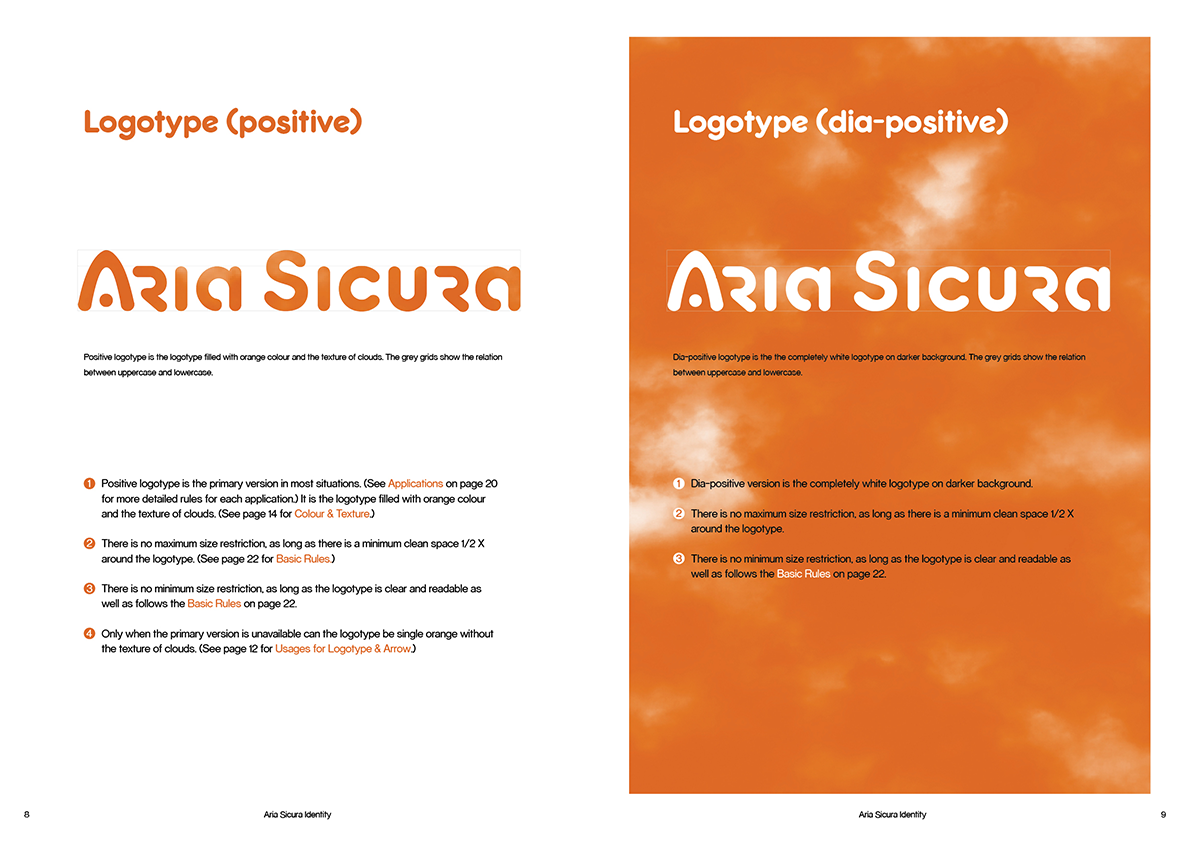 Logotype (positive)
Aria Sicura
Positive logotype is the logotype filled with orange colour and the texture of clouds. The grey grids show the relation
between uppercase and lowercase.
1 Positive logotype is the primary version in most situations. (See Applications on page 20
for more detailed rules for each application.) It is the logotype filled with orange colour
and the texture of clouds. (See page 14 for Colour & Texture.)
2 There is no maximum size restriction, as long as there is a minimum clean space 1/2 X
around the logotype. (See page 22 for Basic Rules.)
3 There is no minimum size restriction, as long as the logotype is clear and readable as
well as follows the Basic Rules on page 22.
4 Only when the primary version is unavailable can the logotype be single orange without
the texture of clouds. (See page 12 for Usages for Logotype & Arrow.)
8
Aria Sicura Identity
Logotype (dia-positive)
Aria Sicura
Dia-positive logotype is the the completely white logotype on darker background. The grey grids show the relation
between uppercase and lowercase.
1 Dia-positive version is the completely white logotype on darker background.
2 There is no maximum size restriction, as long as there is a minimum clean space 1/2 X
around the logotype.
3 There is no minimum size restriction, as long as the logotype is clear and readable as
well as follows the Basic Rules on page 22.
Aria Sicura Identity
9